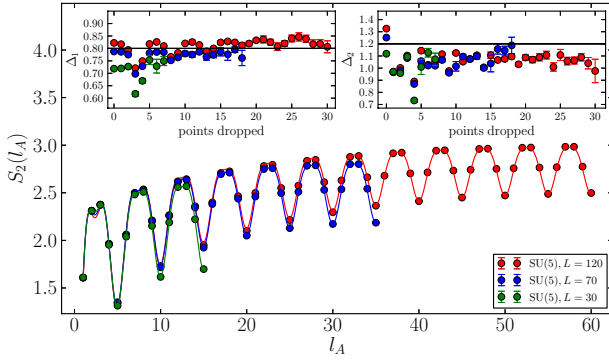 0.90
0.85
0.80
0.75
0.70
0.65
0.60
Δ₁
0 5 10 15 20 25 30
points dropped
1.4
1.3
1.2
1.1
1.0
0.9
0.8
0.7
Δ₂
0 5 10 15 20 25 30
points dropped
4.0
3.5
3.0
2.5
2.0
1.5
S₂(l_A)
SU(5), L = 120
SU(5), L = 70
SU(5), L = 30
0 10 20 30 40 50 60
l_A